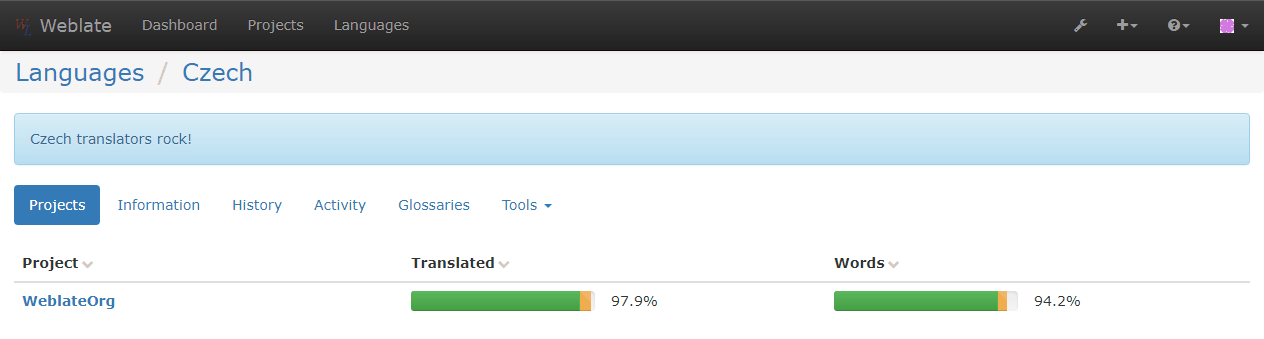 Weblate Dashboard Projects Languages
Languages / Czech
Czech translators rock!
Projects Information History Activity Glossaries Tools
Project Translated Words
WeblateOrg 97.9% 94.2%